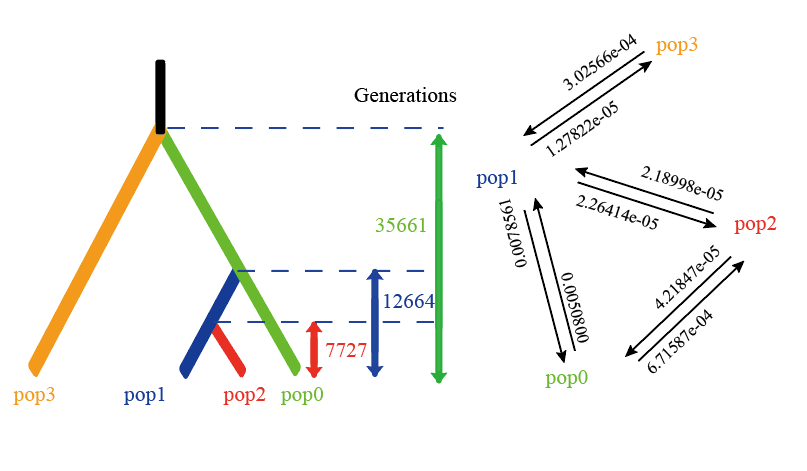 Generations
35661
12664
7727
pop3
pop1
pop2
pop0
pop3
3.02566e-04
1.27822e-05
pop1
2.18998e-05
2.26414e-05
pop2
0.0078561
0.0050800
4.21847e-05
6.71587e-04
pop0